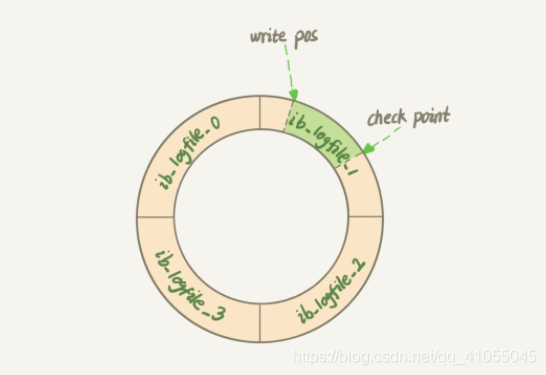 write pos
check point
ib_logfile_0
ib_logfile_1
ib_logfile_3
ib_logfile_2
https://blog.csdn.net/qq_41055045